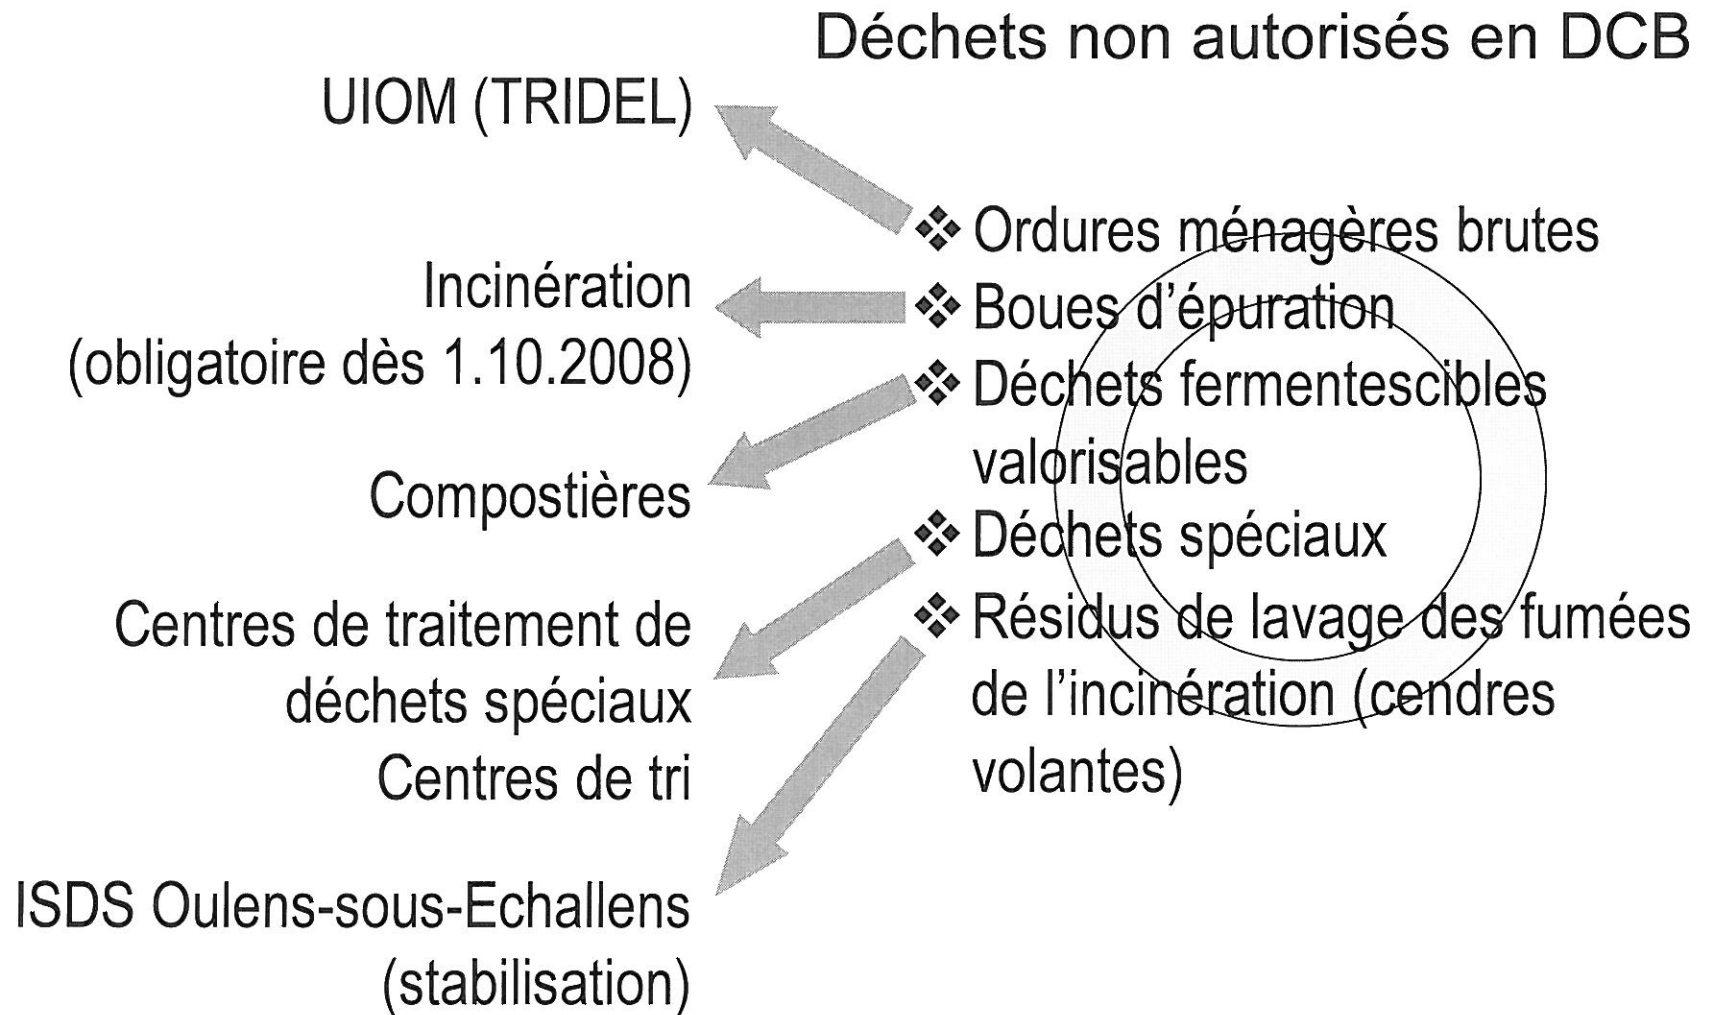 Déchets non autorisés en DCB
UIOM (TRIDEL)
Incinération
(obligatoire dès 1.10.2008)
Compostières
Centres de traitement de
déchets spéciaux
Centres de tri
ISDS Oulens-sous-Echallens
(stabilisation)
❖ Ordures ménagères brutes
❖ Boues d'épuration
❖ Déchets fermentescibles
valorisables
❖ Déchets spéciaux
❖ Résidus de lavage des fumées
de l'incinération (cendres
volantes)